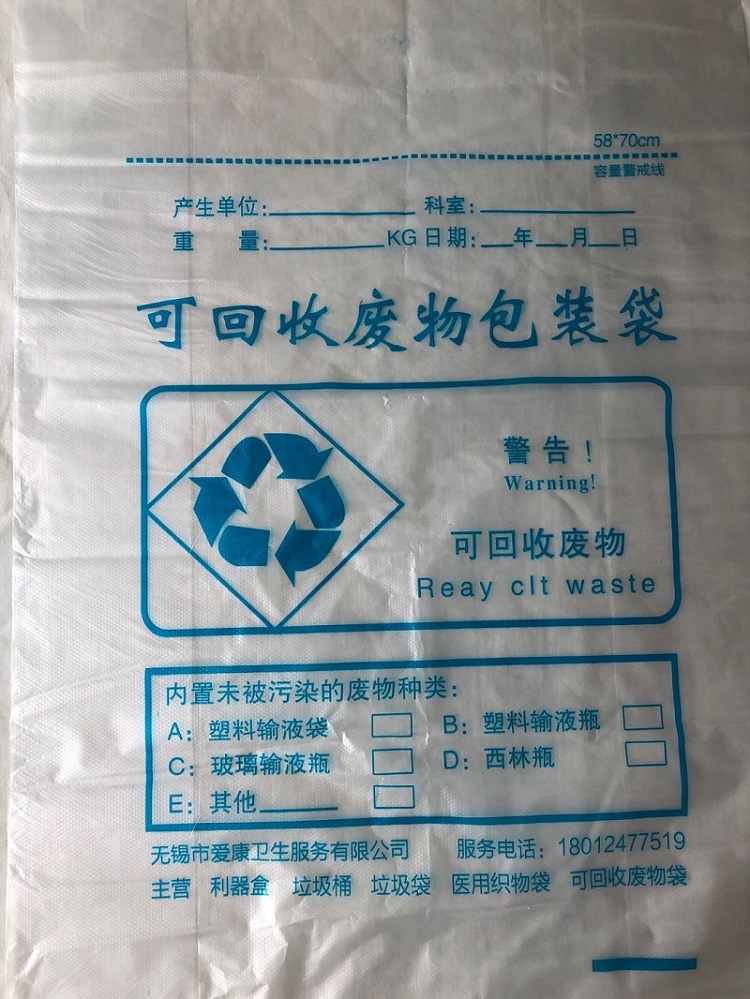 58*70cm
容量警戒线
产生单位:__________ 科室:__________
重 量:__________KG 日期:__年__月__日
可回收废物包装袋
警告!
Warning!
可回收废物
Reay clt waste
内置未被污染的废物种类:
A: 塑料输液袋 B: 塑料输液瓶
C: 玻璃输液瓶 D: 西林瓶
E: 其他______
无锡市爱康卫生服务有限公司 服务电话: 18012477519
主营 利器盒 垃圾桶 垃圾袋 医用织物袋 可回收废物袋